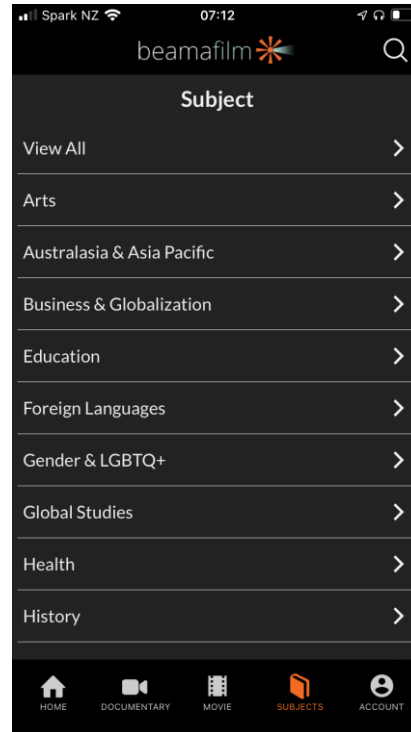 Spark NZ 07:12
beamafilm
Subject
View All
Arts
Australasia & Asia Pacific
Business & Globalization
Education
Foreign Languages
Gender & LGBTQ+
Global Studies
Health
History
HOME DOCUMENTARY MOVIE SUBJECTS ACCOUNT